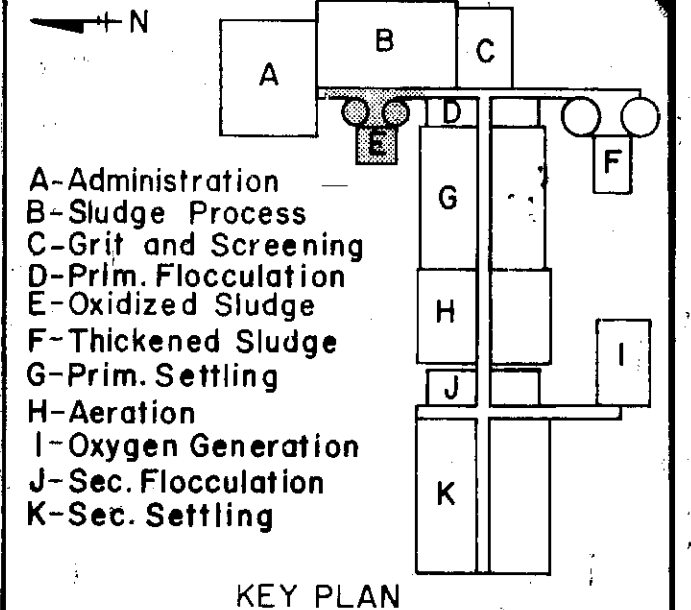 N
B
C
A
D
E
F
A-Administration
B-Sludge Process
C-Grit and Screening
D-Prim. Flocculation
E-Oxidized Sludge
F-Thickened Sludge
G-Prim. Settling
H-Aeration
I-Oxygen Generation
J-Sec. Flocculation
K-Sec. Settling
G
H
I
J
K
KEY PLAN